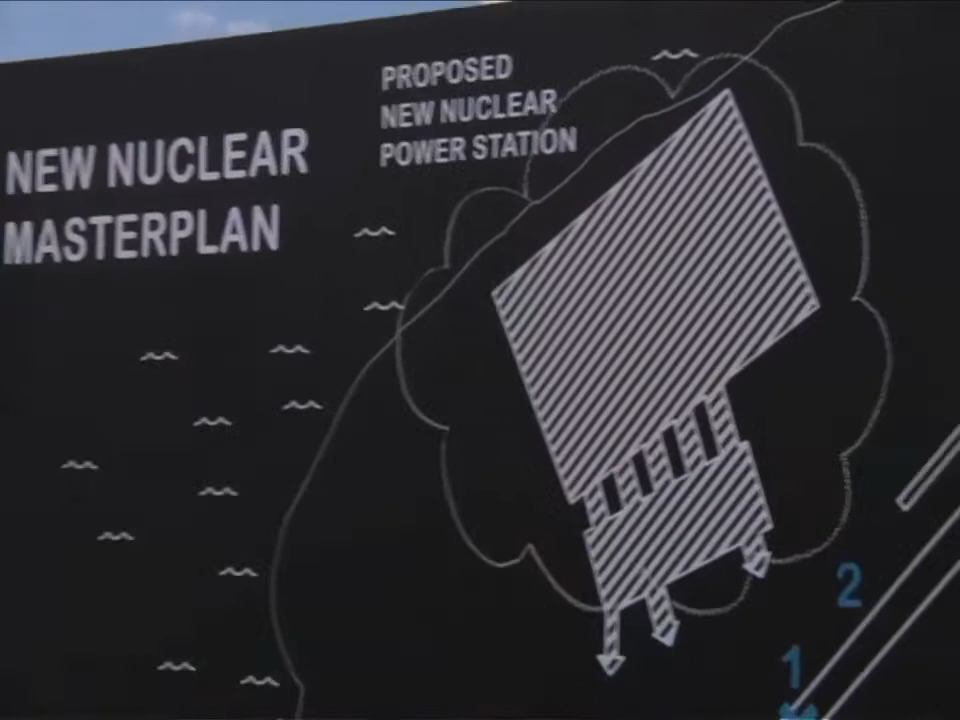 NEW NUCLEAR
MASTERPLAN
PROPOSED
NEW NUCLEAR
POWER STATION
2
1